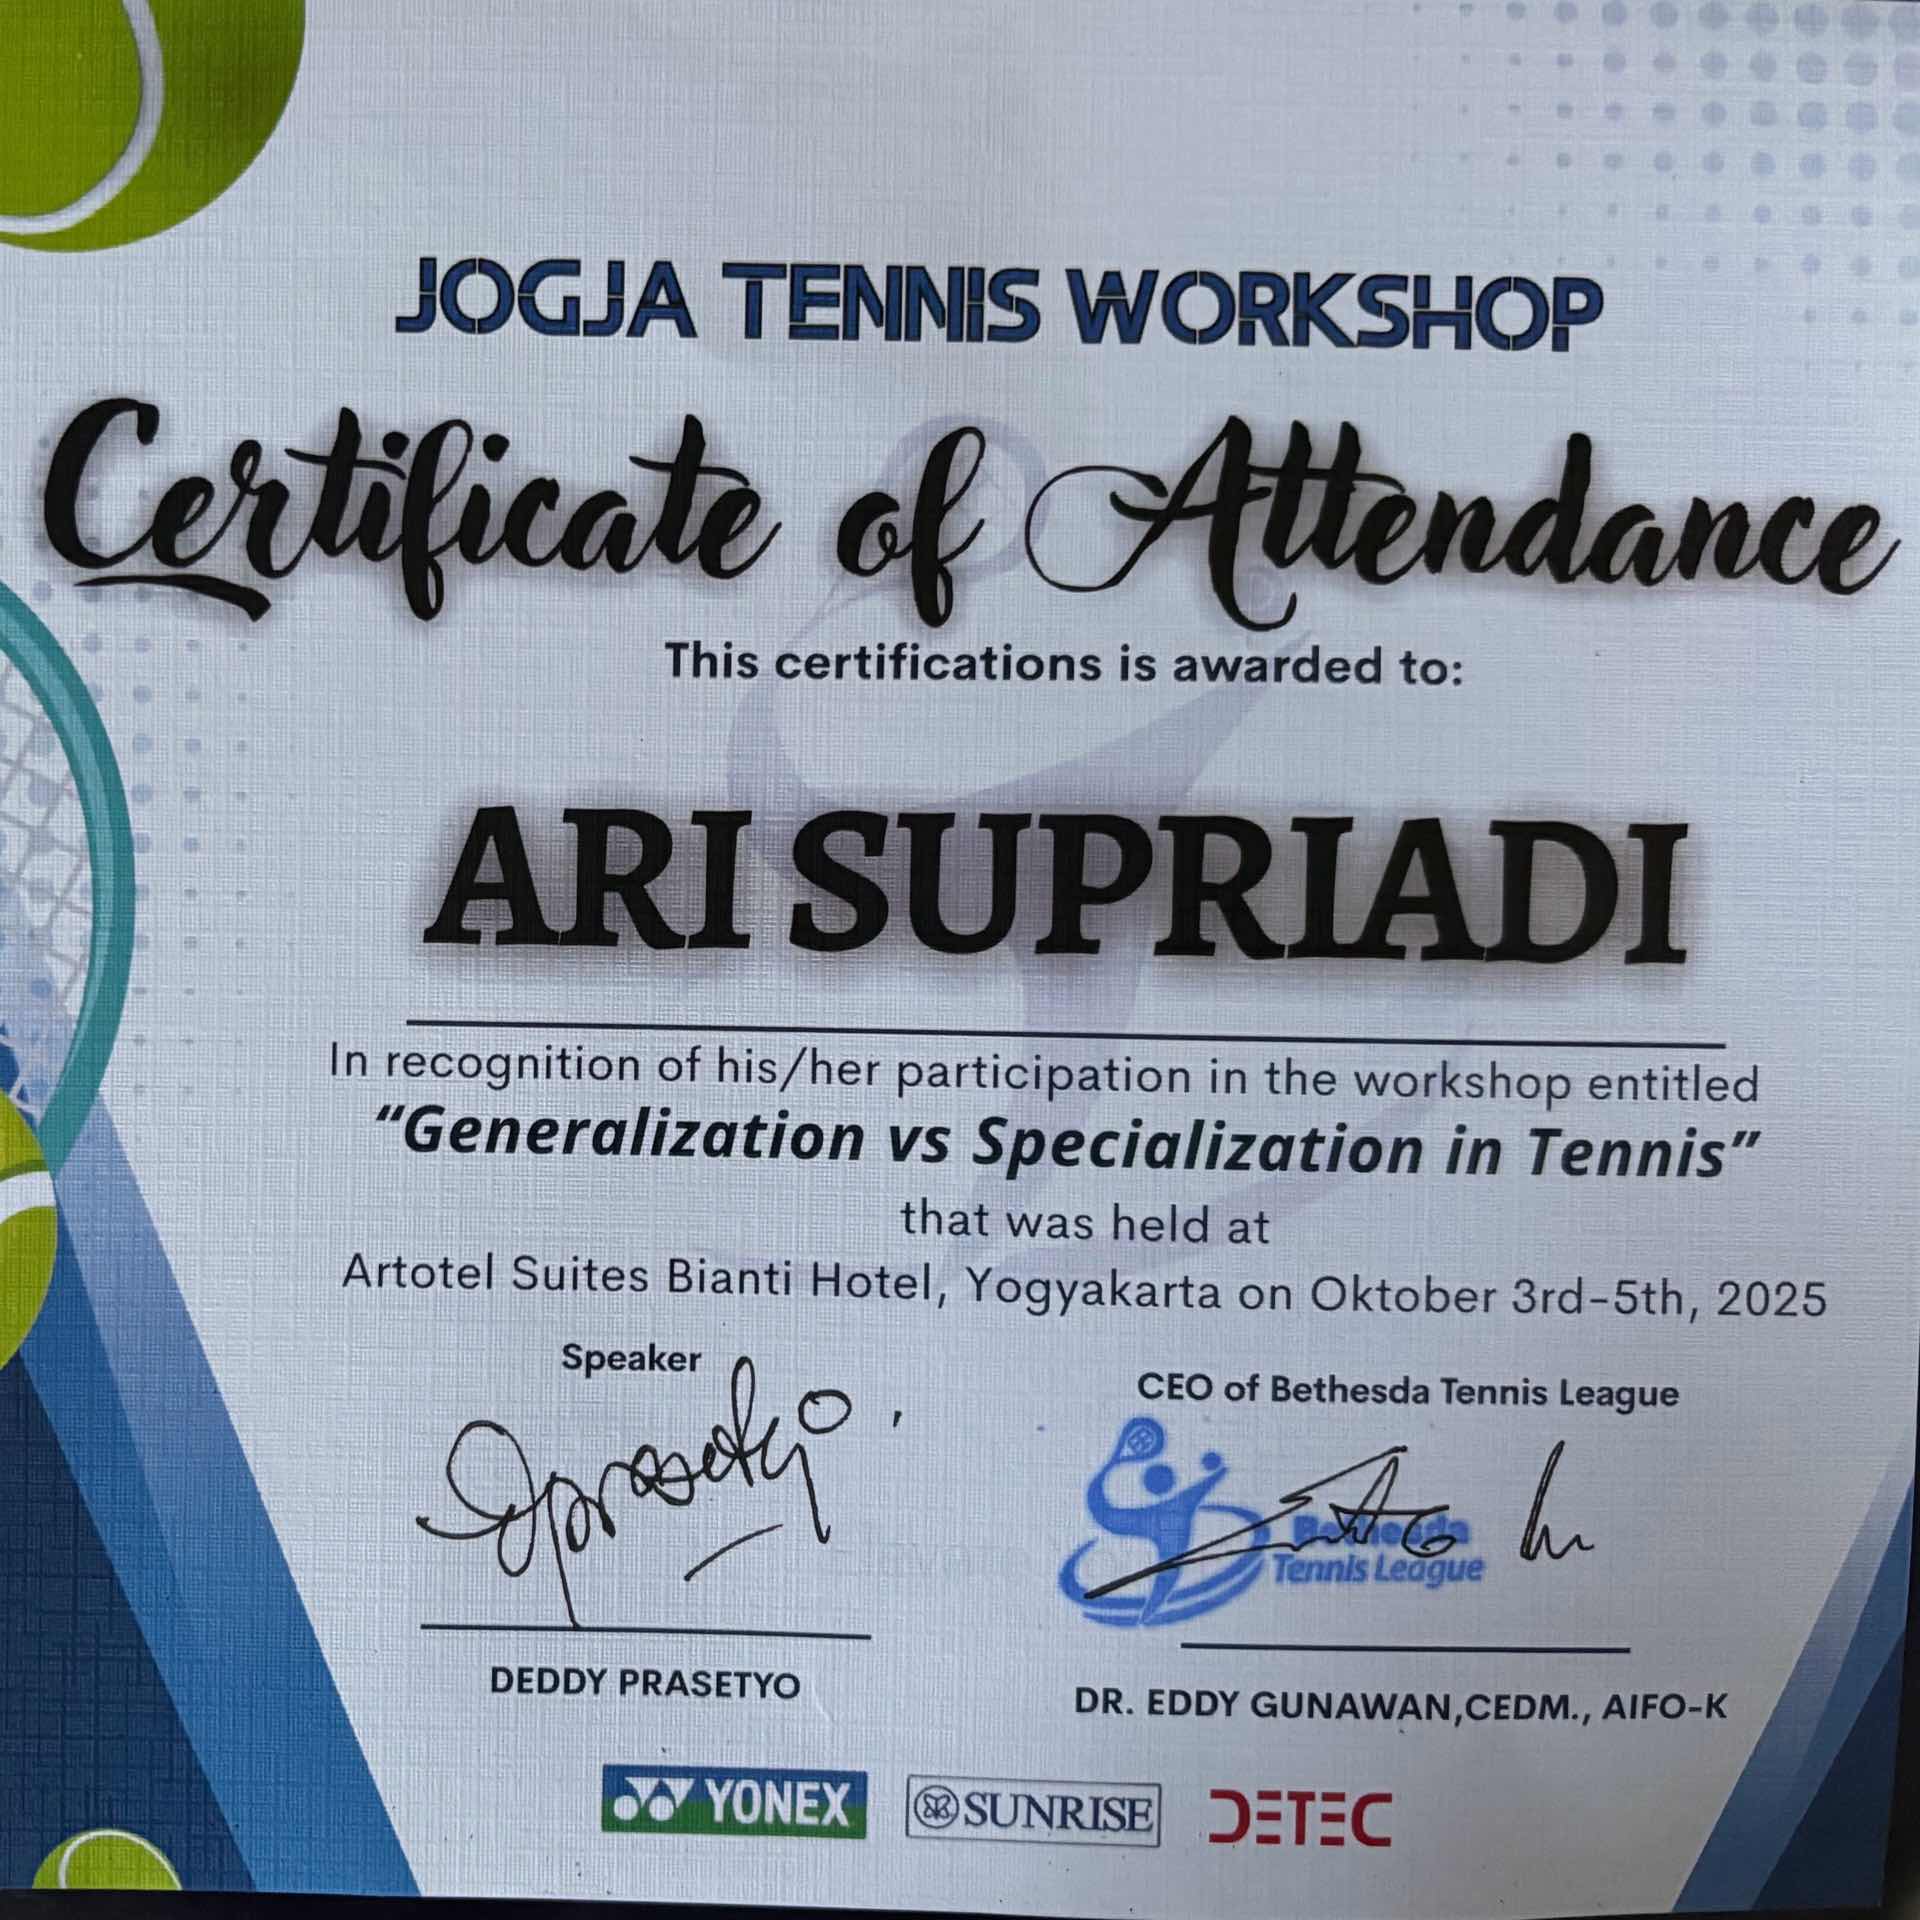 JOGJA TENNIS WORKSHOP
Certificate of Attendance
This certifications is awarded to:
ARI SUPRIADI
In recognition of his/her participation in the workshop entitled
“Generalization vs Specialization in Tennis”
that was held at
Artotel Suites Bianti Hotel, Yogyakarta on Oktober 3rd-5th, 2025
Speaker
CEO of Bethesda Tennis League
Dprasetyo
Bethesda
Tennis League
DEDDY PRASETYO
DR. EDDY GUNAWAN,CEDM., AIFO-K
YONEX
SUNRISE
DETEC